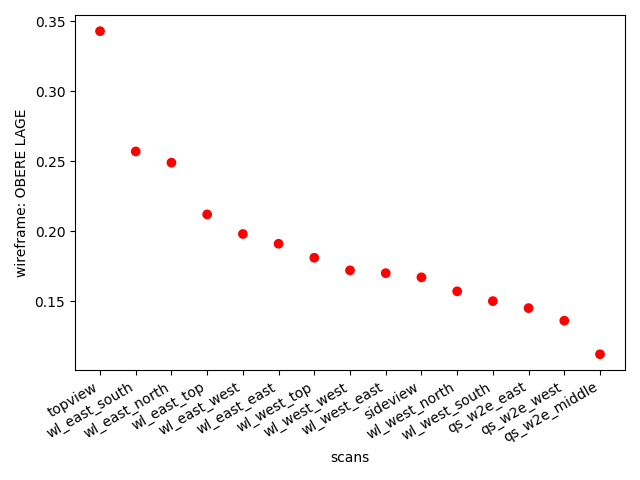 0.35
0.30
0.25
0.20
0.15
wireframe: OBERE LAGE
topview
wl_east_south
wl_east_north
wl_east_top
wl_east_west
wl_east_east
wl_west_top
wl_west_west
wl_west_east
sideview
wl_west_north
wl_west_south
qs_w2e_east
qs_w2e_west
qs_w2e_middle
scans